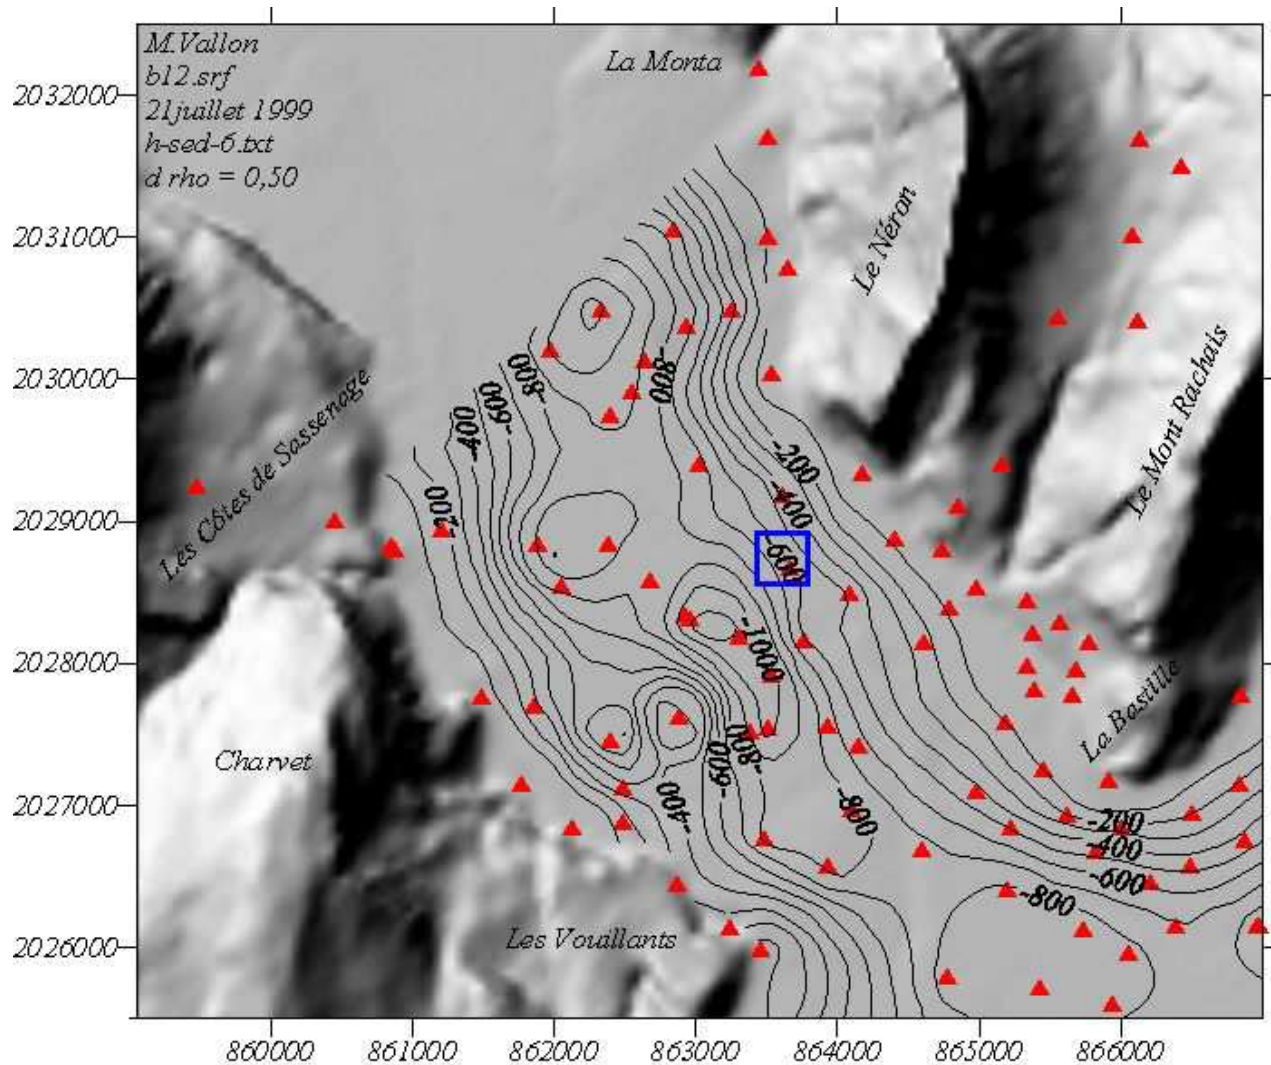 M.Vallon
b12.srf
21juillet 1999
h-sed-6.txt
d rho = 0,50
La Monta
Le Néron
Le Mont Rachais
Les Côtes de Sassenage
La Bastille
Charvet
Les Vouillants
2032000
2031000
2030000
2029000
2028000
2027000
2026000
860000
861000
862000
863000
864000
865000
866000
-800
-600
-400
-200
-800
-200
-400
-600
-1000
-800
-600
-400
-800
-200
-400
-600
-800